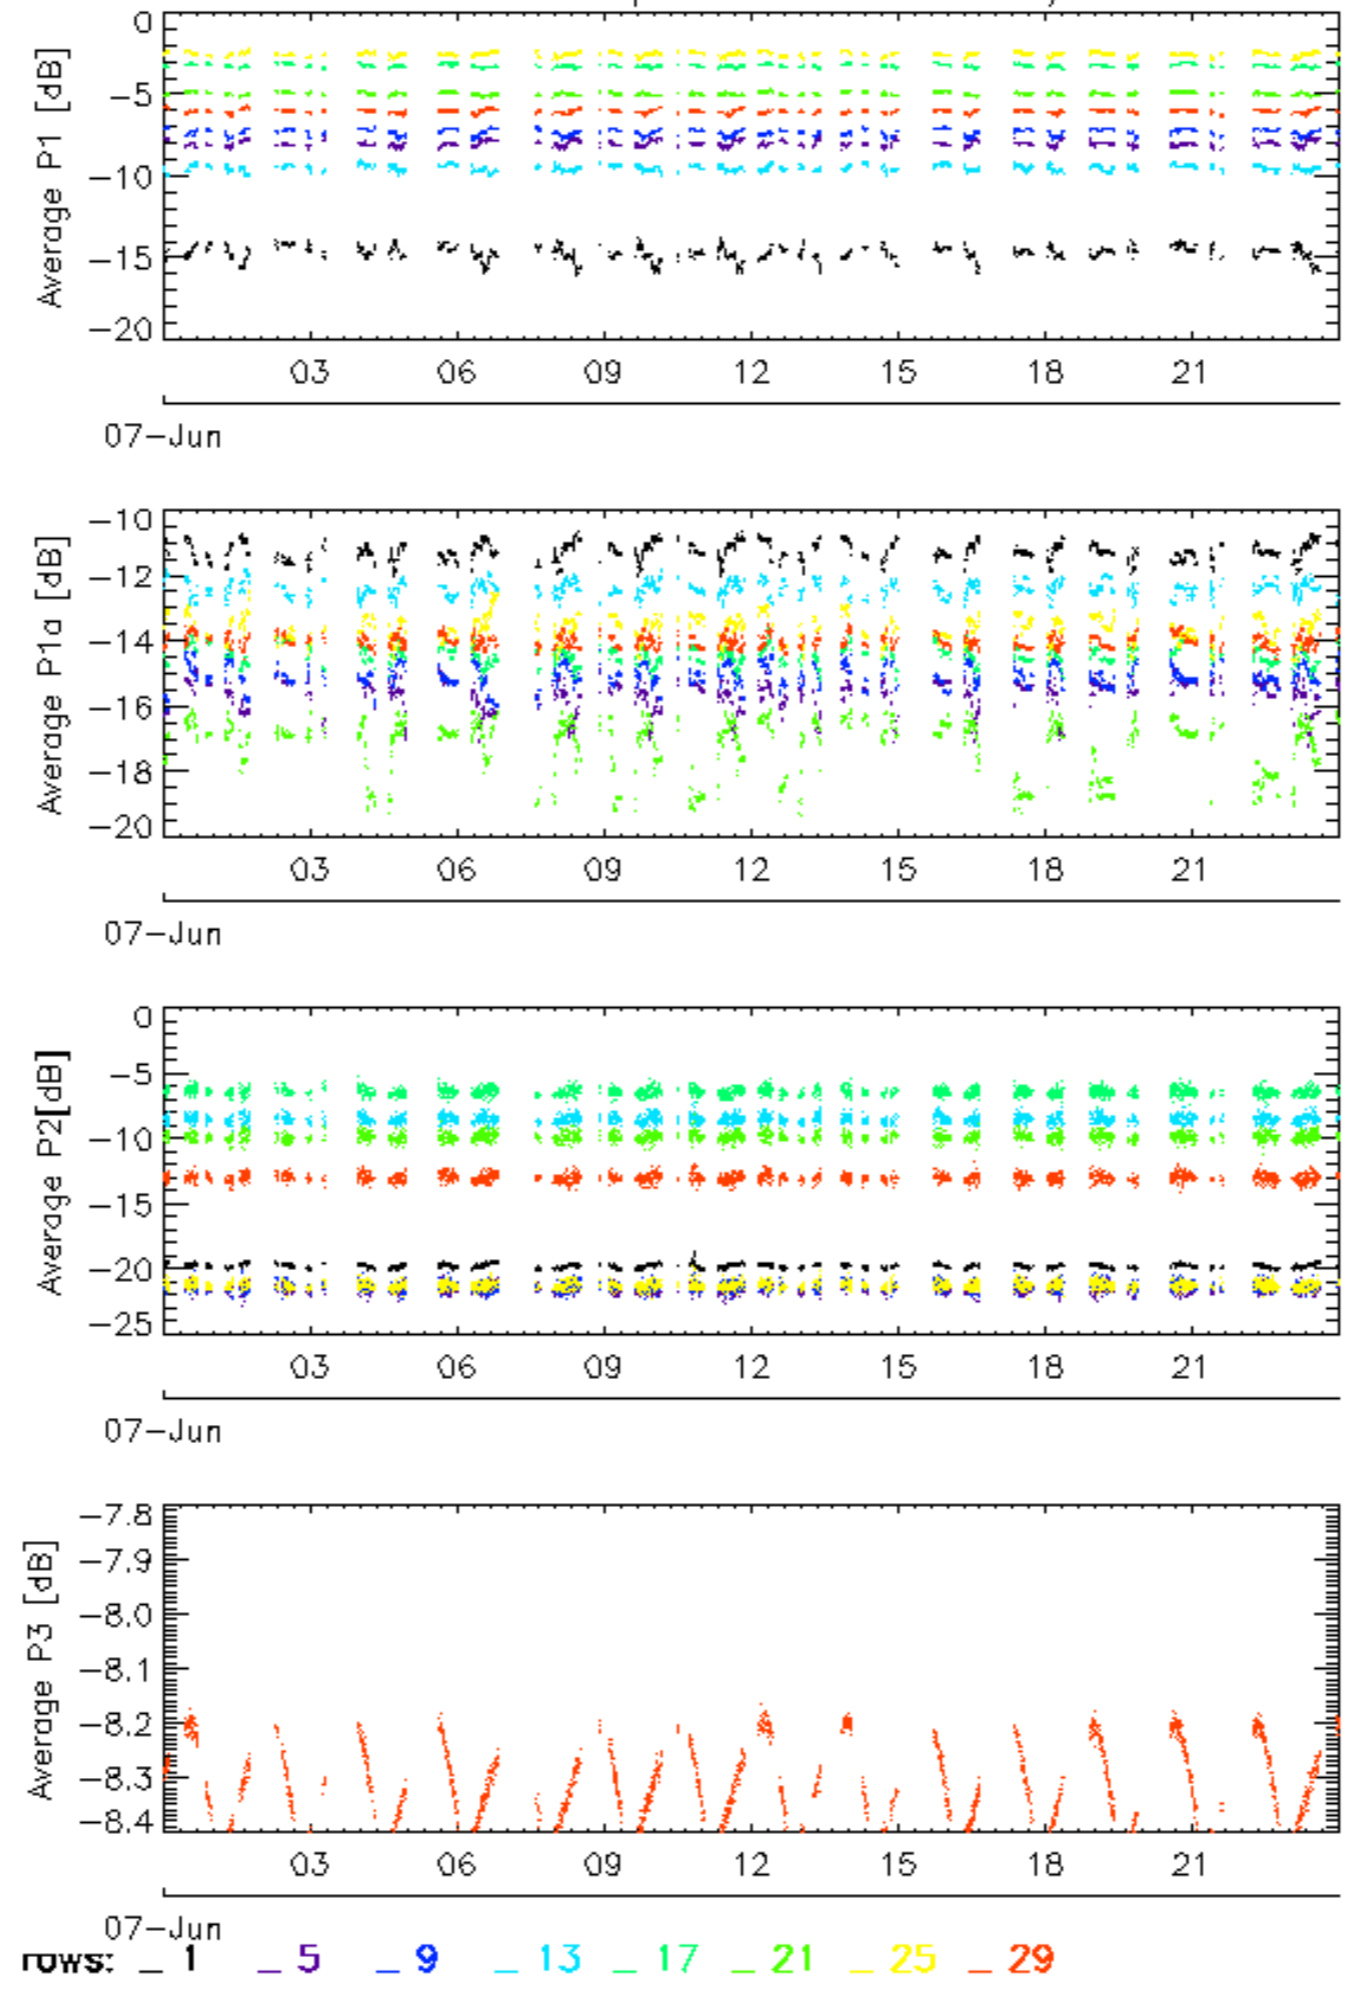 Average P1 [dB]
0
−5
−10
−15
−20
03 06 09 12 15 18 21
07−Jun
Average P1a [dB]
−10
−12
−14
−16
−18
−20
03 06 09 12 15 18 21
07−Jun
Average P2[dB]
0
−5
−10
−15
−20
−25
03 06 09 12 15 18 21
07−Jun
Average P3 [dB]
−7.8
−7.9
−8.0
−8.1
−8.2
−8.3
−8.4
03 06 09 12 15 18 21
07−Jun
rows: _ 1 _ 5 _ 9 _ 13 _ 17 _ 21 _ 25 _ 29